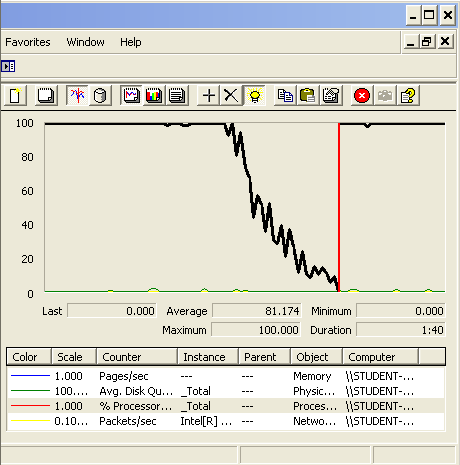 Favorites Window Help
100
80
60
40
20
0
Last 0.000 Average 81.174 Minimum 0.000
Maximum 100.000 Duration 1:40
Color Scale Counter Instance Parent Object Computer
1.000 Pages/sec --- --- Memory \\STUDENT-...
100.... Avg. Disk Qu... _Total --- Physic... \\STUDENT-...
1.000 % Processor... _Total --- Proces... \\STUDENT-...
0.10... Packets/sec Intel[R] ... --- Netwo... \\STUDENT-...